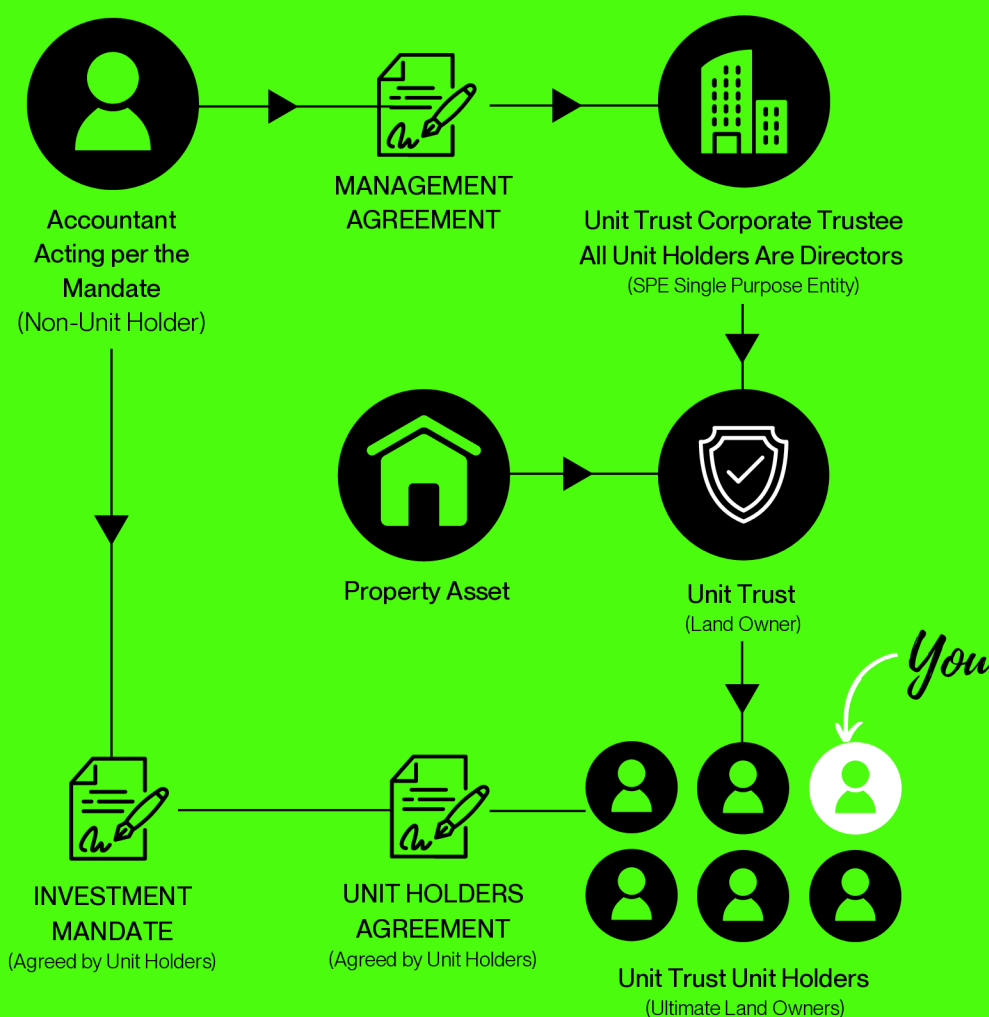 MANAGEMENT
AGREEMENT
Accountant
Acting per the
Mandate
(Non-Unit Holder)
Unit Trust Corporate Trustee
All Unit Holders Are Directors
(SPE Single Purpose Entity)
Property Asset
Unit Trust
(Land Owner)
You
INVESTMENT
MANDATE
(Agreed by Unit Holders)
UNIT HOLDERS
AGREEMENT
(Agreed by Unit Holders)
Unit Trust Unit Holders
(Ultimate Land Owners)